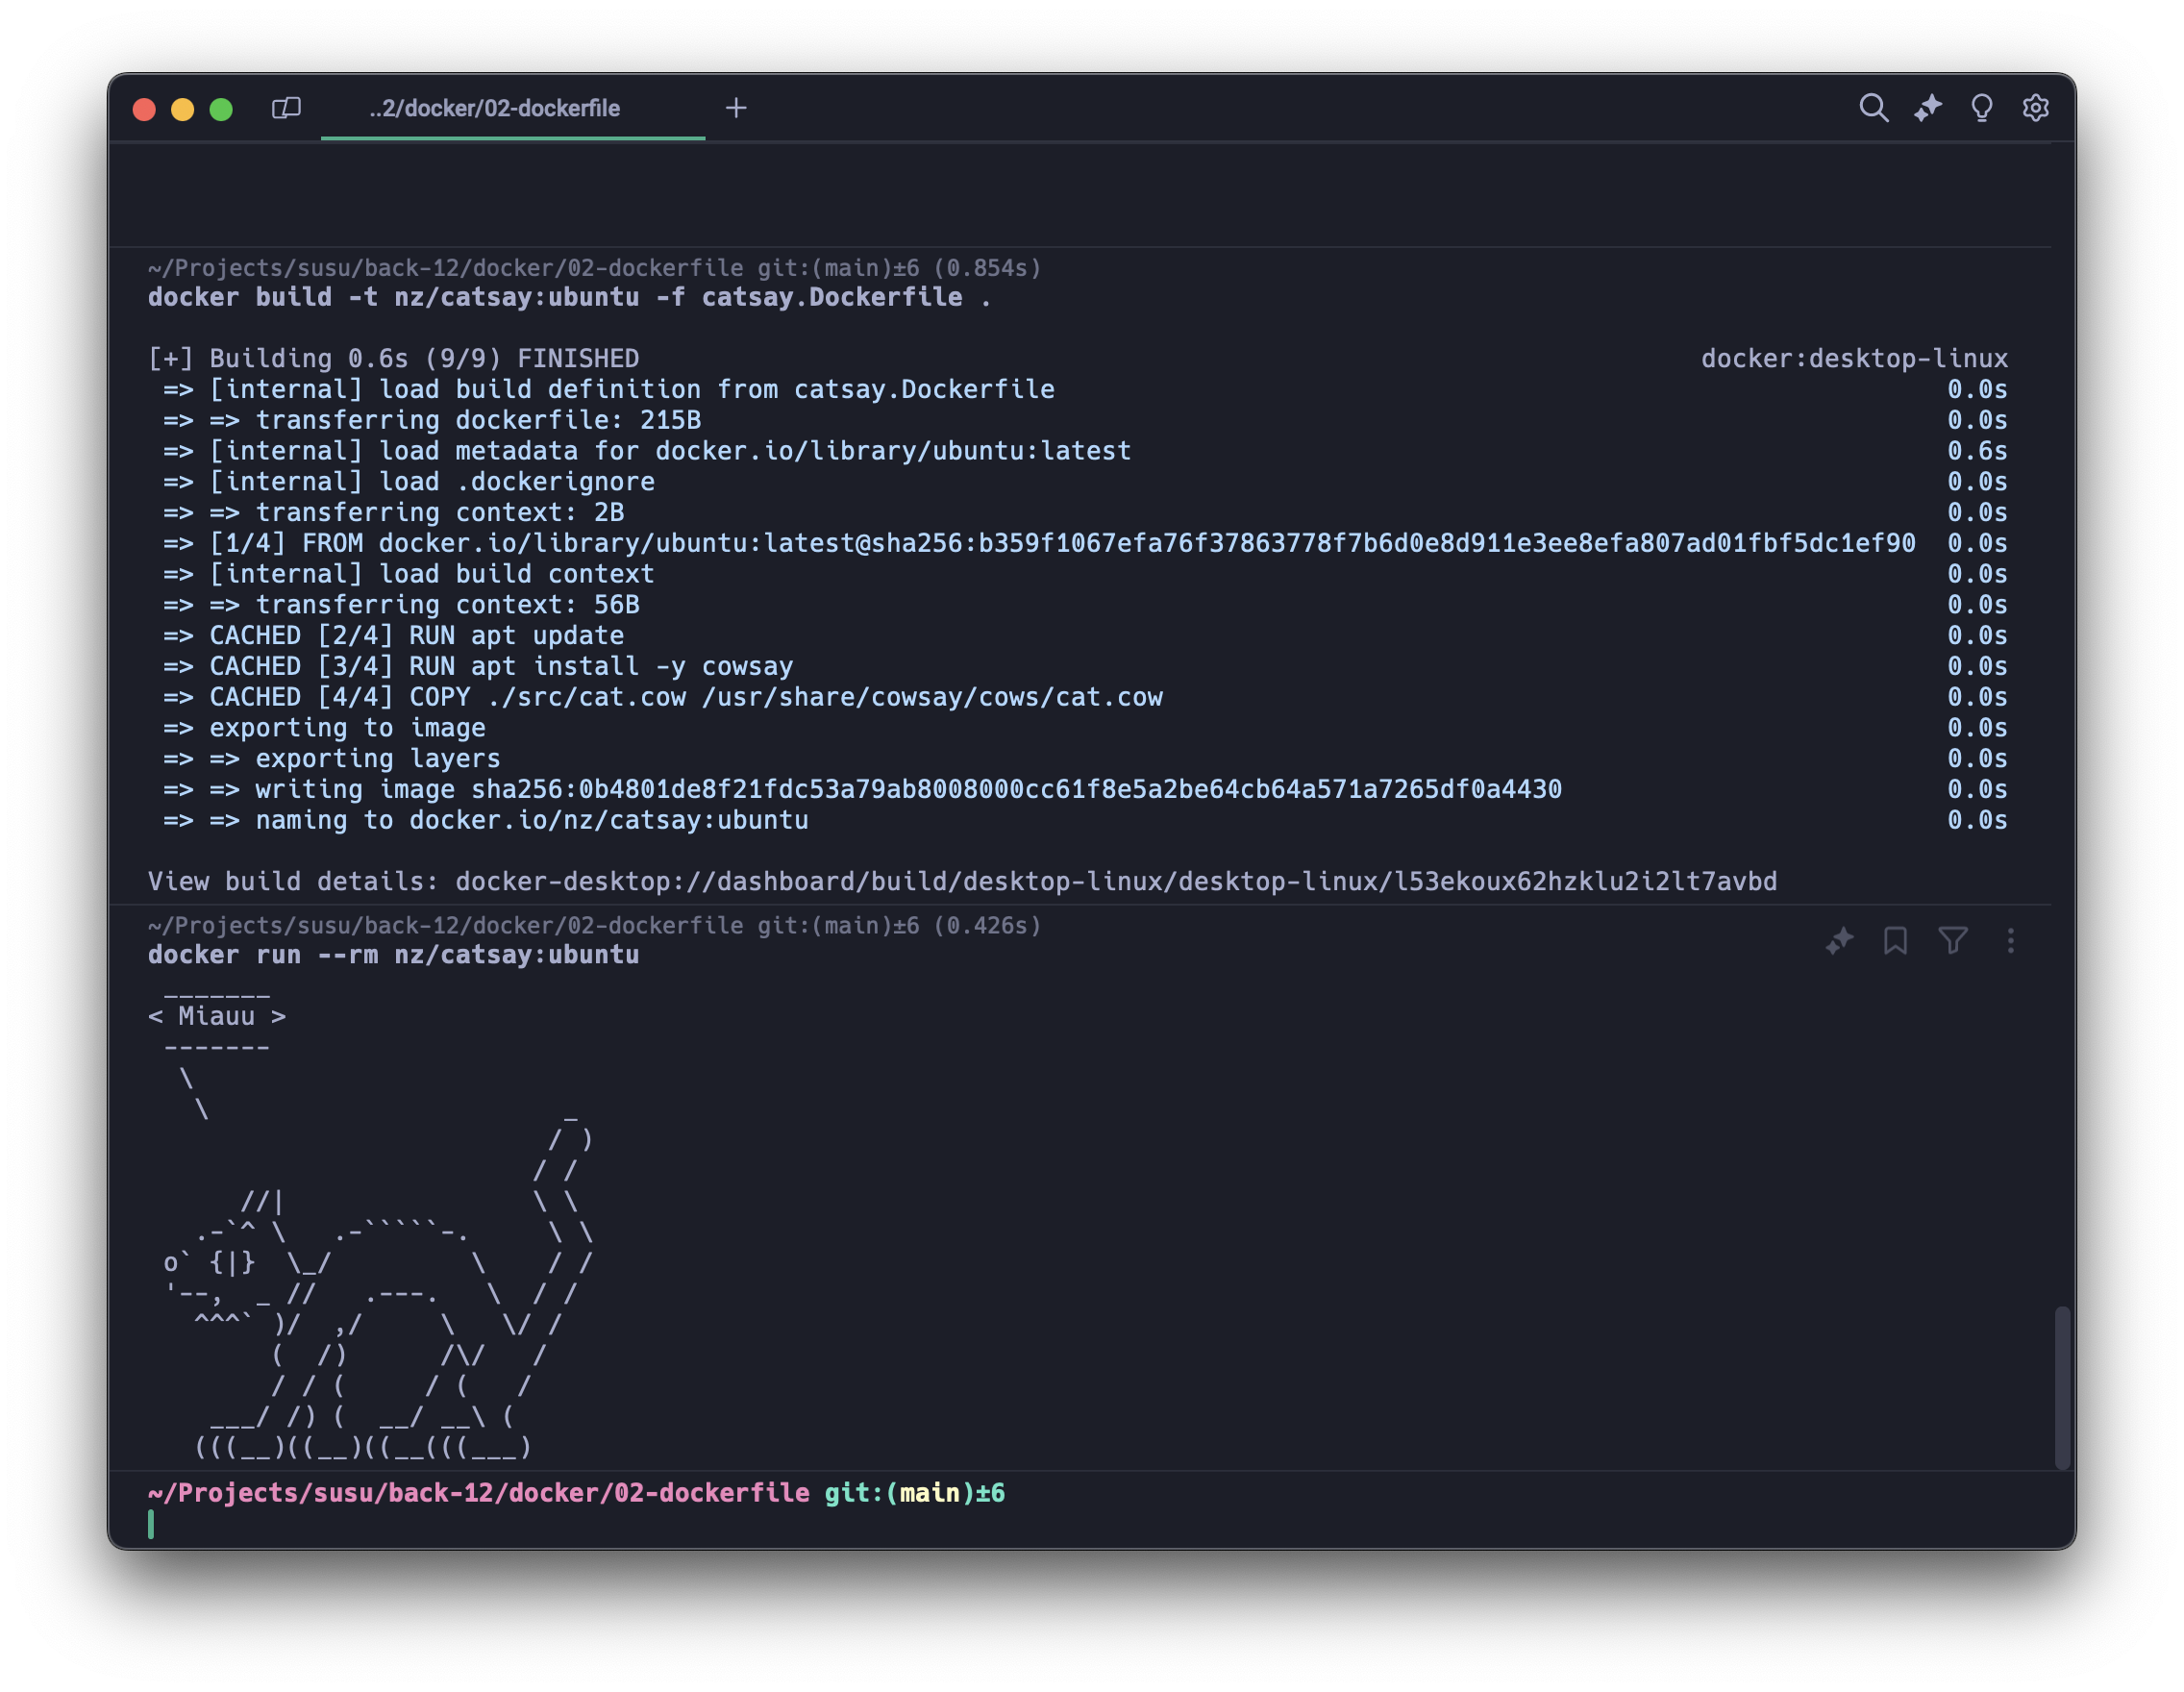 ..2/docker/02-dockerfile
~/Projects/susu/back-12/docker/02-dockerfile git:(main)±6 (0.854s)
docker build -t nz/catsay:ubuntu -f catsay.Dockerfile .
[+] Building 0.6s (9/9) FINISHED docker:desktop-linux
=> [internal] load build definition from catsay.Dockerfile 0.0s
=> => transferring dockerfile: 215B 0.0s
=> [internal] load metadata for docker.io/library/ubuntu:latest 0.6s
=> [internal] load .dockerignore 0.0s
=> => transferring context: 2B 0.0s
=> [1/4] FROM docker.io/library/ubuntu:latest@sha256:b359f1067efa76f37863778f7b6d0e8d911e3ee8efa807ad01fbf5dc1ef90 0.0s
=> [internal] load build context 0.0s
=> => transferring context: 56B 0.0s
=> CACHED [2/4] RUN apt update 0.0s
=> CACHED [3/4] RUN apt install -y cowsay 0.0s
=> CACHED [4/4] COPY ./src/cat.cow /usr/share/cowsay/cows/cat.cow 0.0s
=> exporting to image 0.0s
=> => exporting layers 0.0s
=> => writing image sha256:0b4801de8f21fdc53a79ab8008000cc61f8e5a2be64cb64a571a7265df0a4430 0.0s
=> => naming to docker.io/nz/catsay:ubuntu 0.0s
View build details: docker-desktop://dashboard/build/desktop-linux/desktop-linux/l53ekoux62hzklu2i2lt7avbd
~/Projects/susu/back-12/docker/02-dockerfile git:(main)±6 (0.426s)
docker run --rm nz/catsay:ubuntu
< Miauu >
~/Projects/susu/back-12/docker/02-dockerfile git:(main)±6